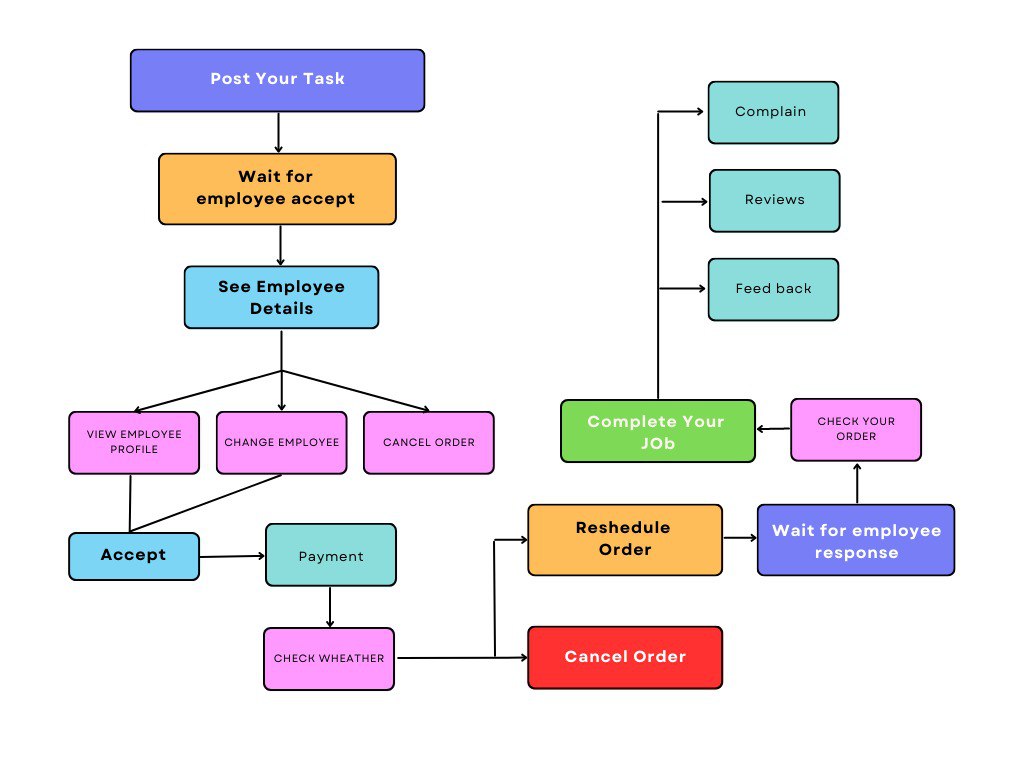 Post Your Task
Wait for
employee accept
See Employee
Details
VIEW EMPLOYEE
PROFILE
CHANGE EMPLOYEE
CANCEL ORDER
Accept
Payment
CHECK WHEATHER
Reshedule
Order
Cancel Order
Wait for employee
response
CHECK YOUR
ORDER
Complete Your
JOb
Complain
Reviews
Feed back